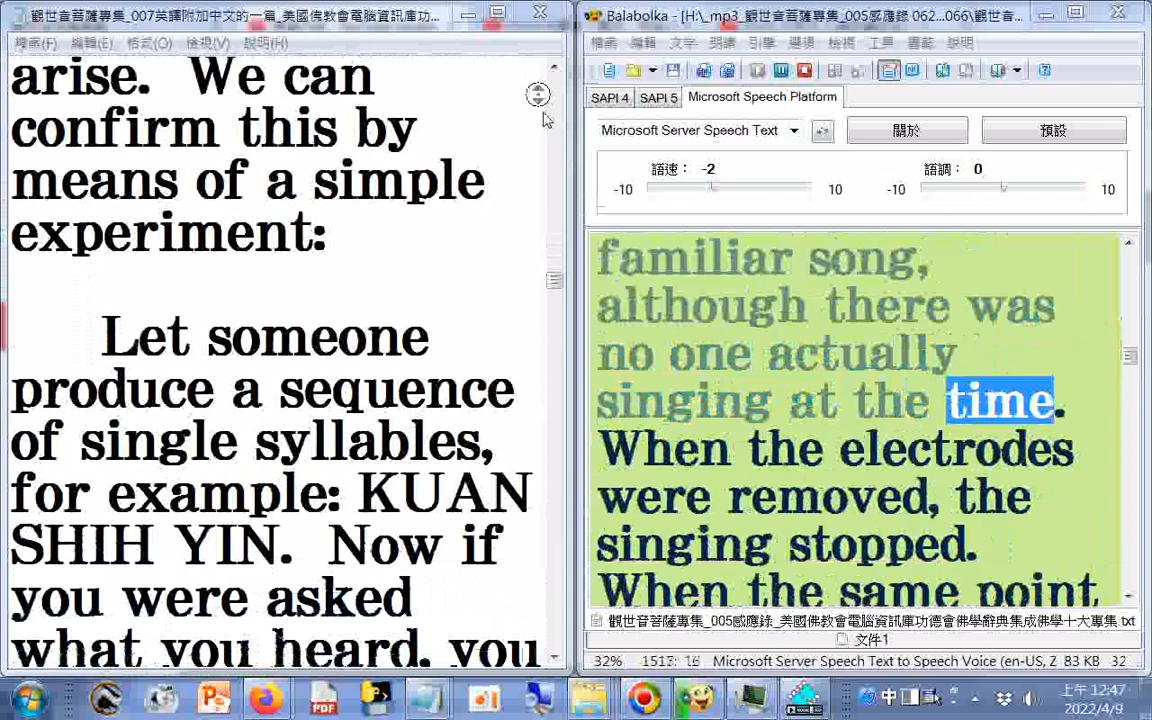 觀世音菩薩專集_007英譯附加中文的一篇_美國佛教會電腦資訊庫功...
檔案(F) 編輯(E) 格式(O) 檢視(V) 說明(H)
arise.  We can
confirm this by
means of a simple
experiment:
Let someone
produce a sequence
of single syllables,
for example: KUAN
SHIH YIN.  Now if
you were asked
what you heard, you
Balabolka - [H:\_mp3_觀世音菩薩專集_005感應錄 062...066\觀世音...
檔案 編輯 文字 朗讀 引擎 選項 檢視 工具 書籤 說明
SAPI 4 SAPI 5 Microsoft Speech Platform
Microsoft Server Speech Text 關於 預設
語速： -2 語調： 0
-10 10 -10 10
familiar song,
although there was
no one actually
singing at the time.
When the electrodes
were removed, the
singing stopped.
When the same point
觀世音菩薩專集_005感應錄_美國佛教會電腦資訊庫功德會佛學辭典集成佛學十大專集 txt
文件1
32% 1517: 16 Microsoft Server Speech Text to Speech Voice (en-US, Z 83 KB 32
中 上午 12:47
2022/4/9